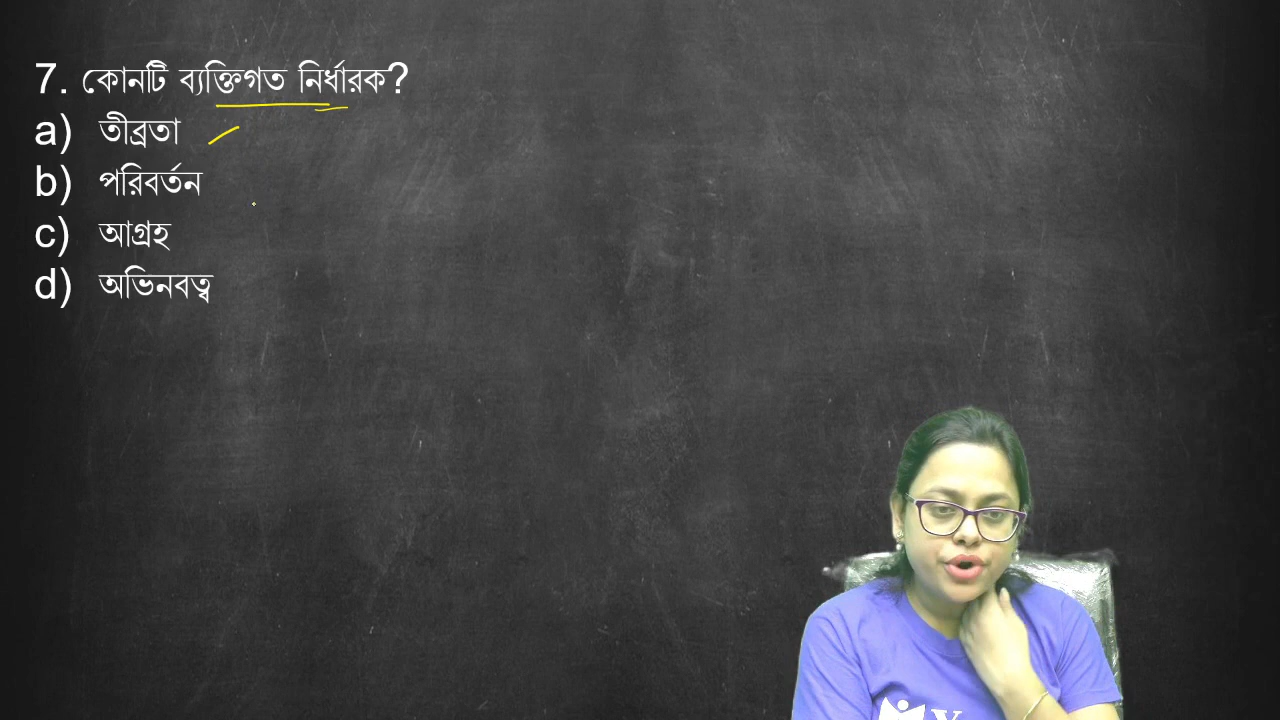 7. কোনটি ব্যক্তিগত নির্ধারক?
a) তীব্রতা
b) পরিবর্তন
c) আগ্রহ
d) অভিনবত্ব